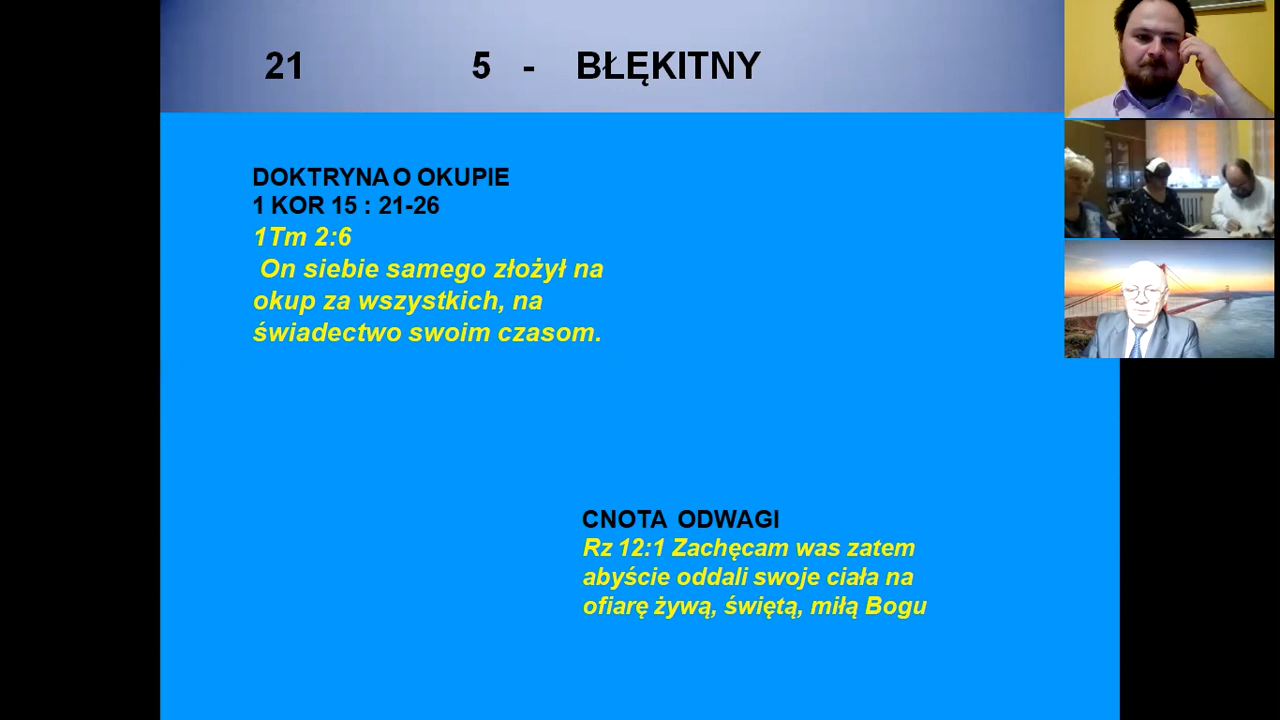 21 5 - BŁĘKITNY
DOKTRYNA O OKUPIE
1 KOR 15 : 21-26
1Tm 2:6
On siebie samego złożył na
okup za wszystkich, na
świadectwo swoim czasom.
CNOTA ODWAGI
Rz 12:1 Zachęcam was zatem
abyście oddali swoje ciała na
ofiarę żywą, świętą, miłą Bogu